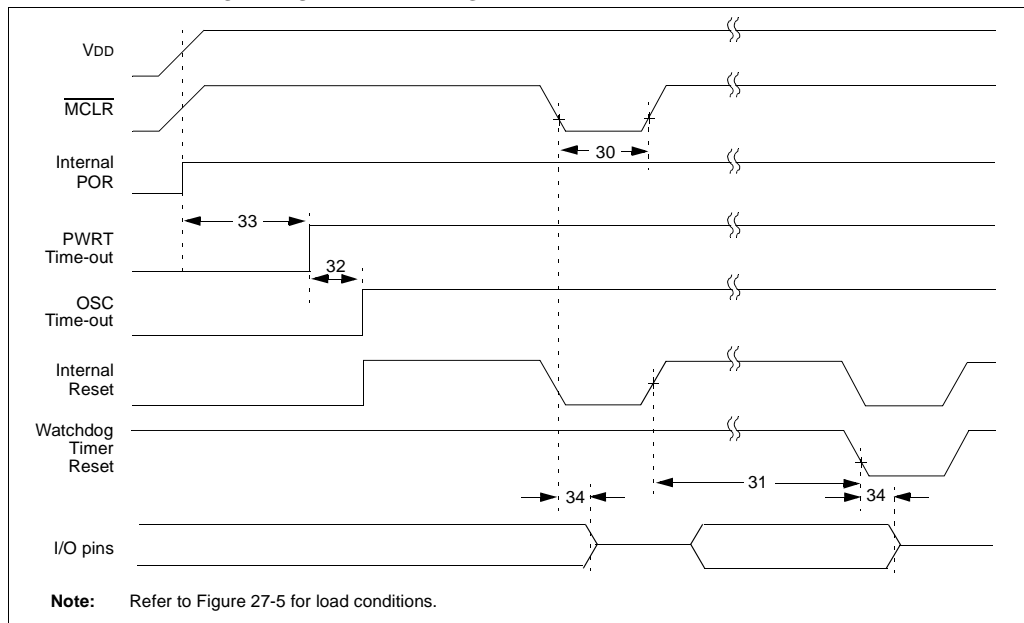 VDD
MCLR
30
Internal
POR
33
PWRT
Time-out
32
OSC
Time-out
Internal
Reset
Watchdog
Timer
Reset
31
34
34
I/O pins
Note: Refer to Figure 27-5 for load conditions.